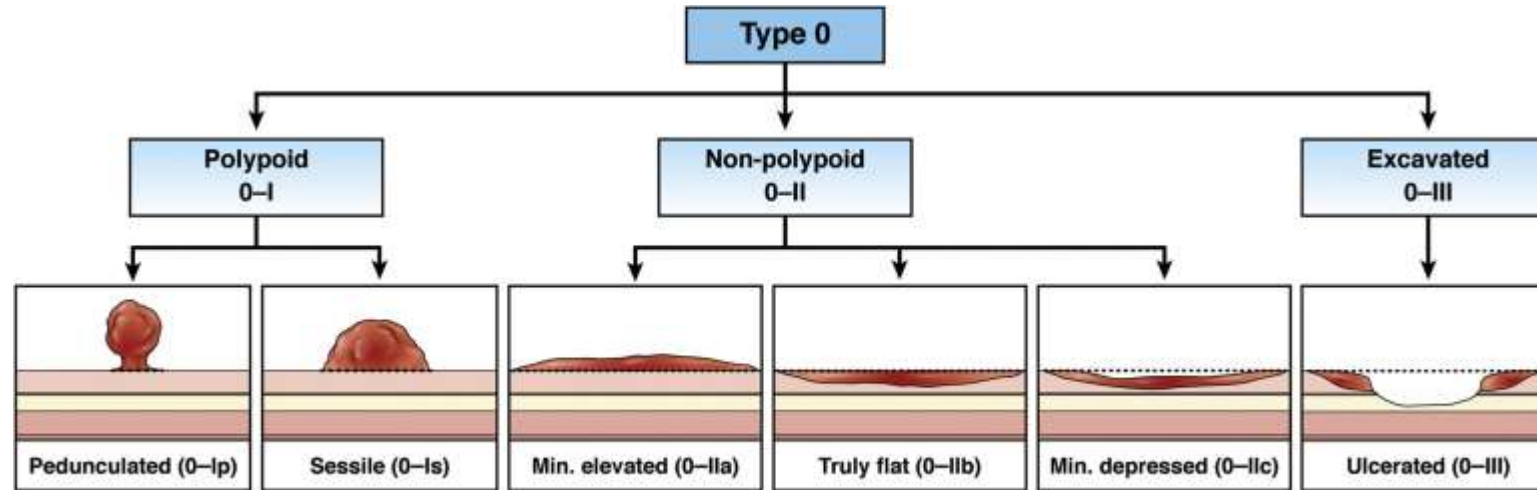 Type 0
Polypoid
0–I
Non-polypoid
0–II
Excavated
0–III
Pedunculated (0–Ip)
Sessile (0–Is)
Min. elevated (0–IIa)
Truly flat (0–IIb)
Min. depressed (0–IIc)
Ulcerated (0–III)